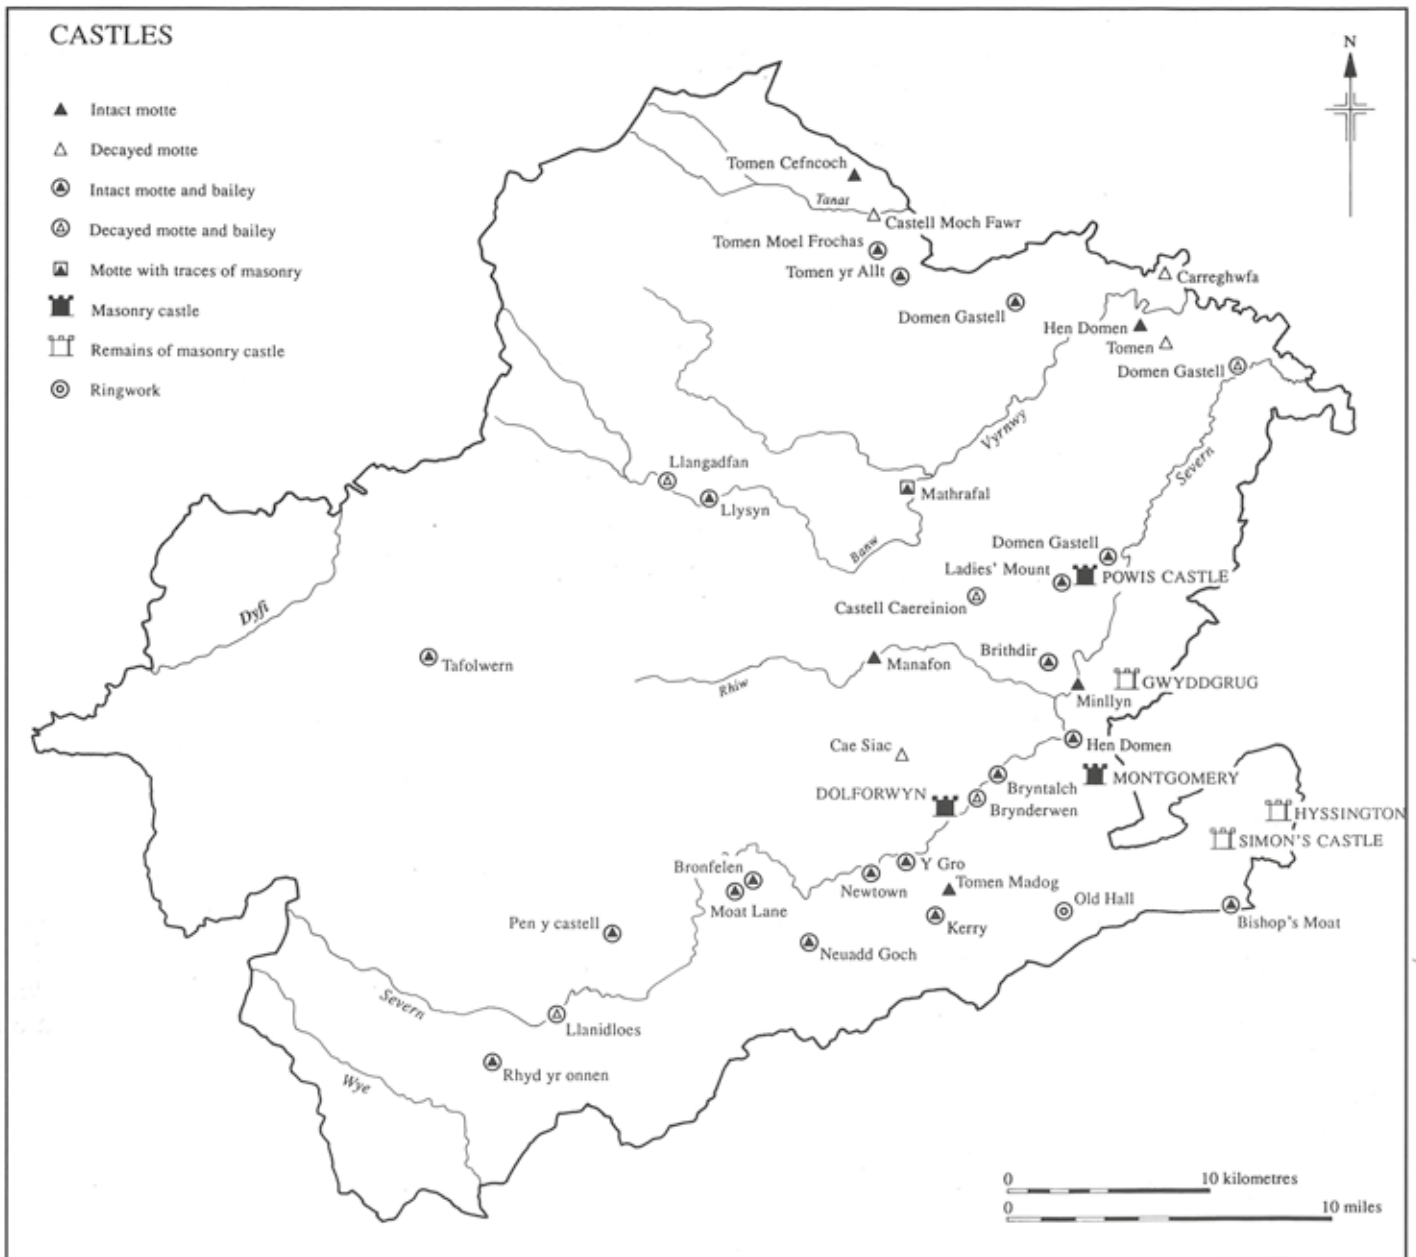 CASTLES
N
Intact motte
Decayed motte
Intact motte and bailey
Decayed motte and bailey
Motte with traces of masonry
Masonry castle
Remains of masonry castle
Ringwork
Tomen Cefncoch
Tanat
Castell Moch Fawr
Tomen Moel Frochas
Tomen yr Allt
Carreghwfa
Domen Gastell
Hen Domen
Tomen
Domen Gastell
Vyrnwy
Severn
Llangadfan
Llysyn
Mathrafal
Banw
Domen Gastell
Ladies' Mount
POWIS CASTLE
Castell Caereinion
Dyfi
Tafolwern
Brithdir
Manafon
Rhiw
GWYDDGRUG
Minllyn
Cae Siac
Hen Domen
DOLFORWYN
Bryntalch
MONTGOMERY
Brynderwen
HYSSINGTON
SIMON'S CASTLE
Bronfelen
Y Gro
Newtown
Tomen Madog
Moat Lane
Old Hall
Pen y castell
Kerry
Bishop's Moat
Neuadd Goch
Severn
Llanidloes
Rhyd yr onnen
Wye
0 10 kilometres
0 10 miles